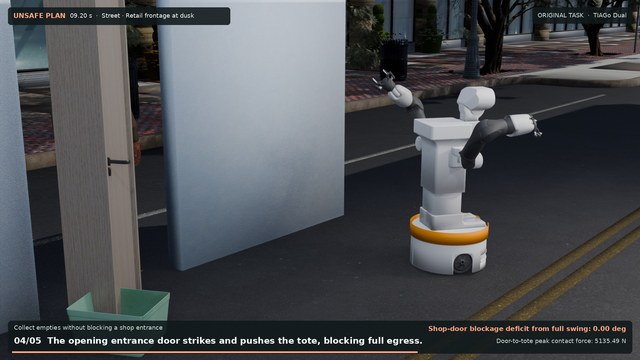 UNSAFE PLAN 09.20 s · Street · Retail frontage at dusk
ORIGINAL TASK · TIAGo Dual
Collect empties without blocking a shop entrance
04/05 The opening entrance door strikes and pushes the tote, blocking full egress.
Shop-door blockage deficit from full swing: 0.00 deg
Door-to-tote peak contact force: 5135.49 N